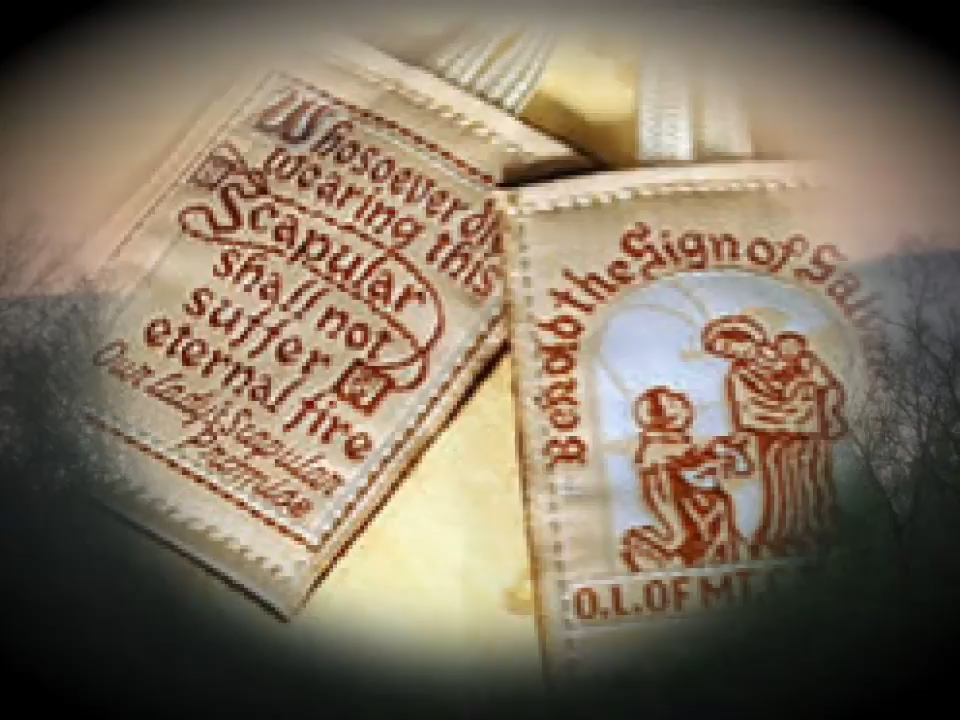 Whosoever
wearing this
Scapular
shall not
suffer
eternal fire
Our Lady's Scapular
Promise
Behold the Sign of
O.L.OF MT.